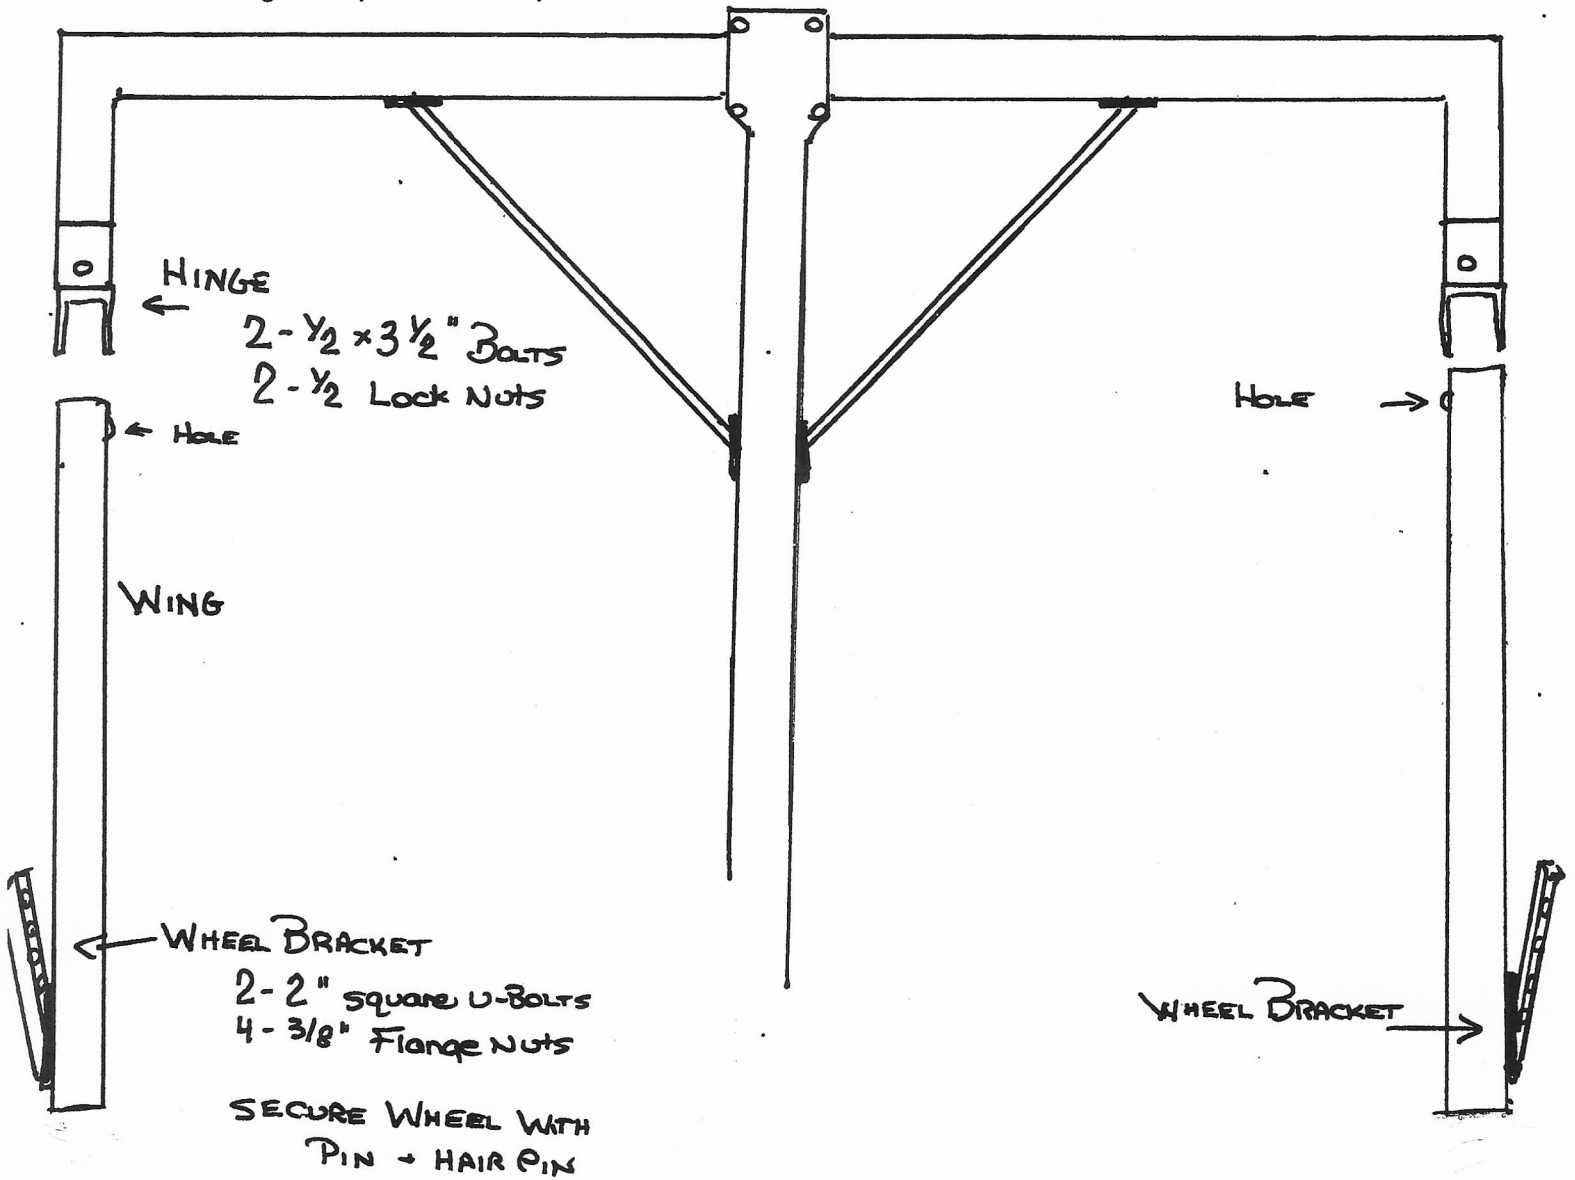 HINGE
2-1/2 x 3 1/2" BOLTS
2-1/2 Lock Nuts
HOLE
HOLE
WING
WHEEL BRACKET
2-2" square U-BOLTS
4-3/8" Flange Nuts
WHEEL BRACKET
SECURE WHEEL WITH
PIN + HAIR PIN